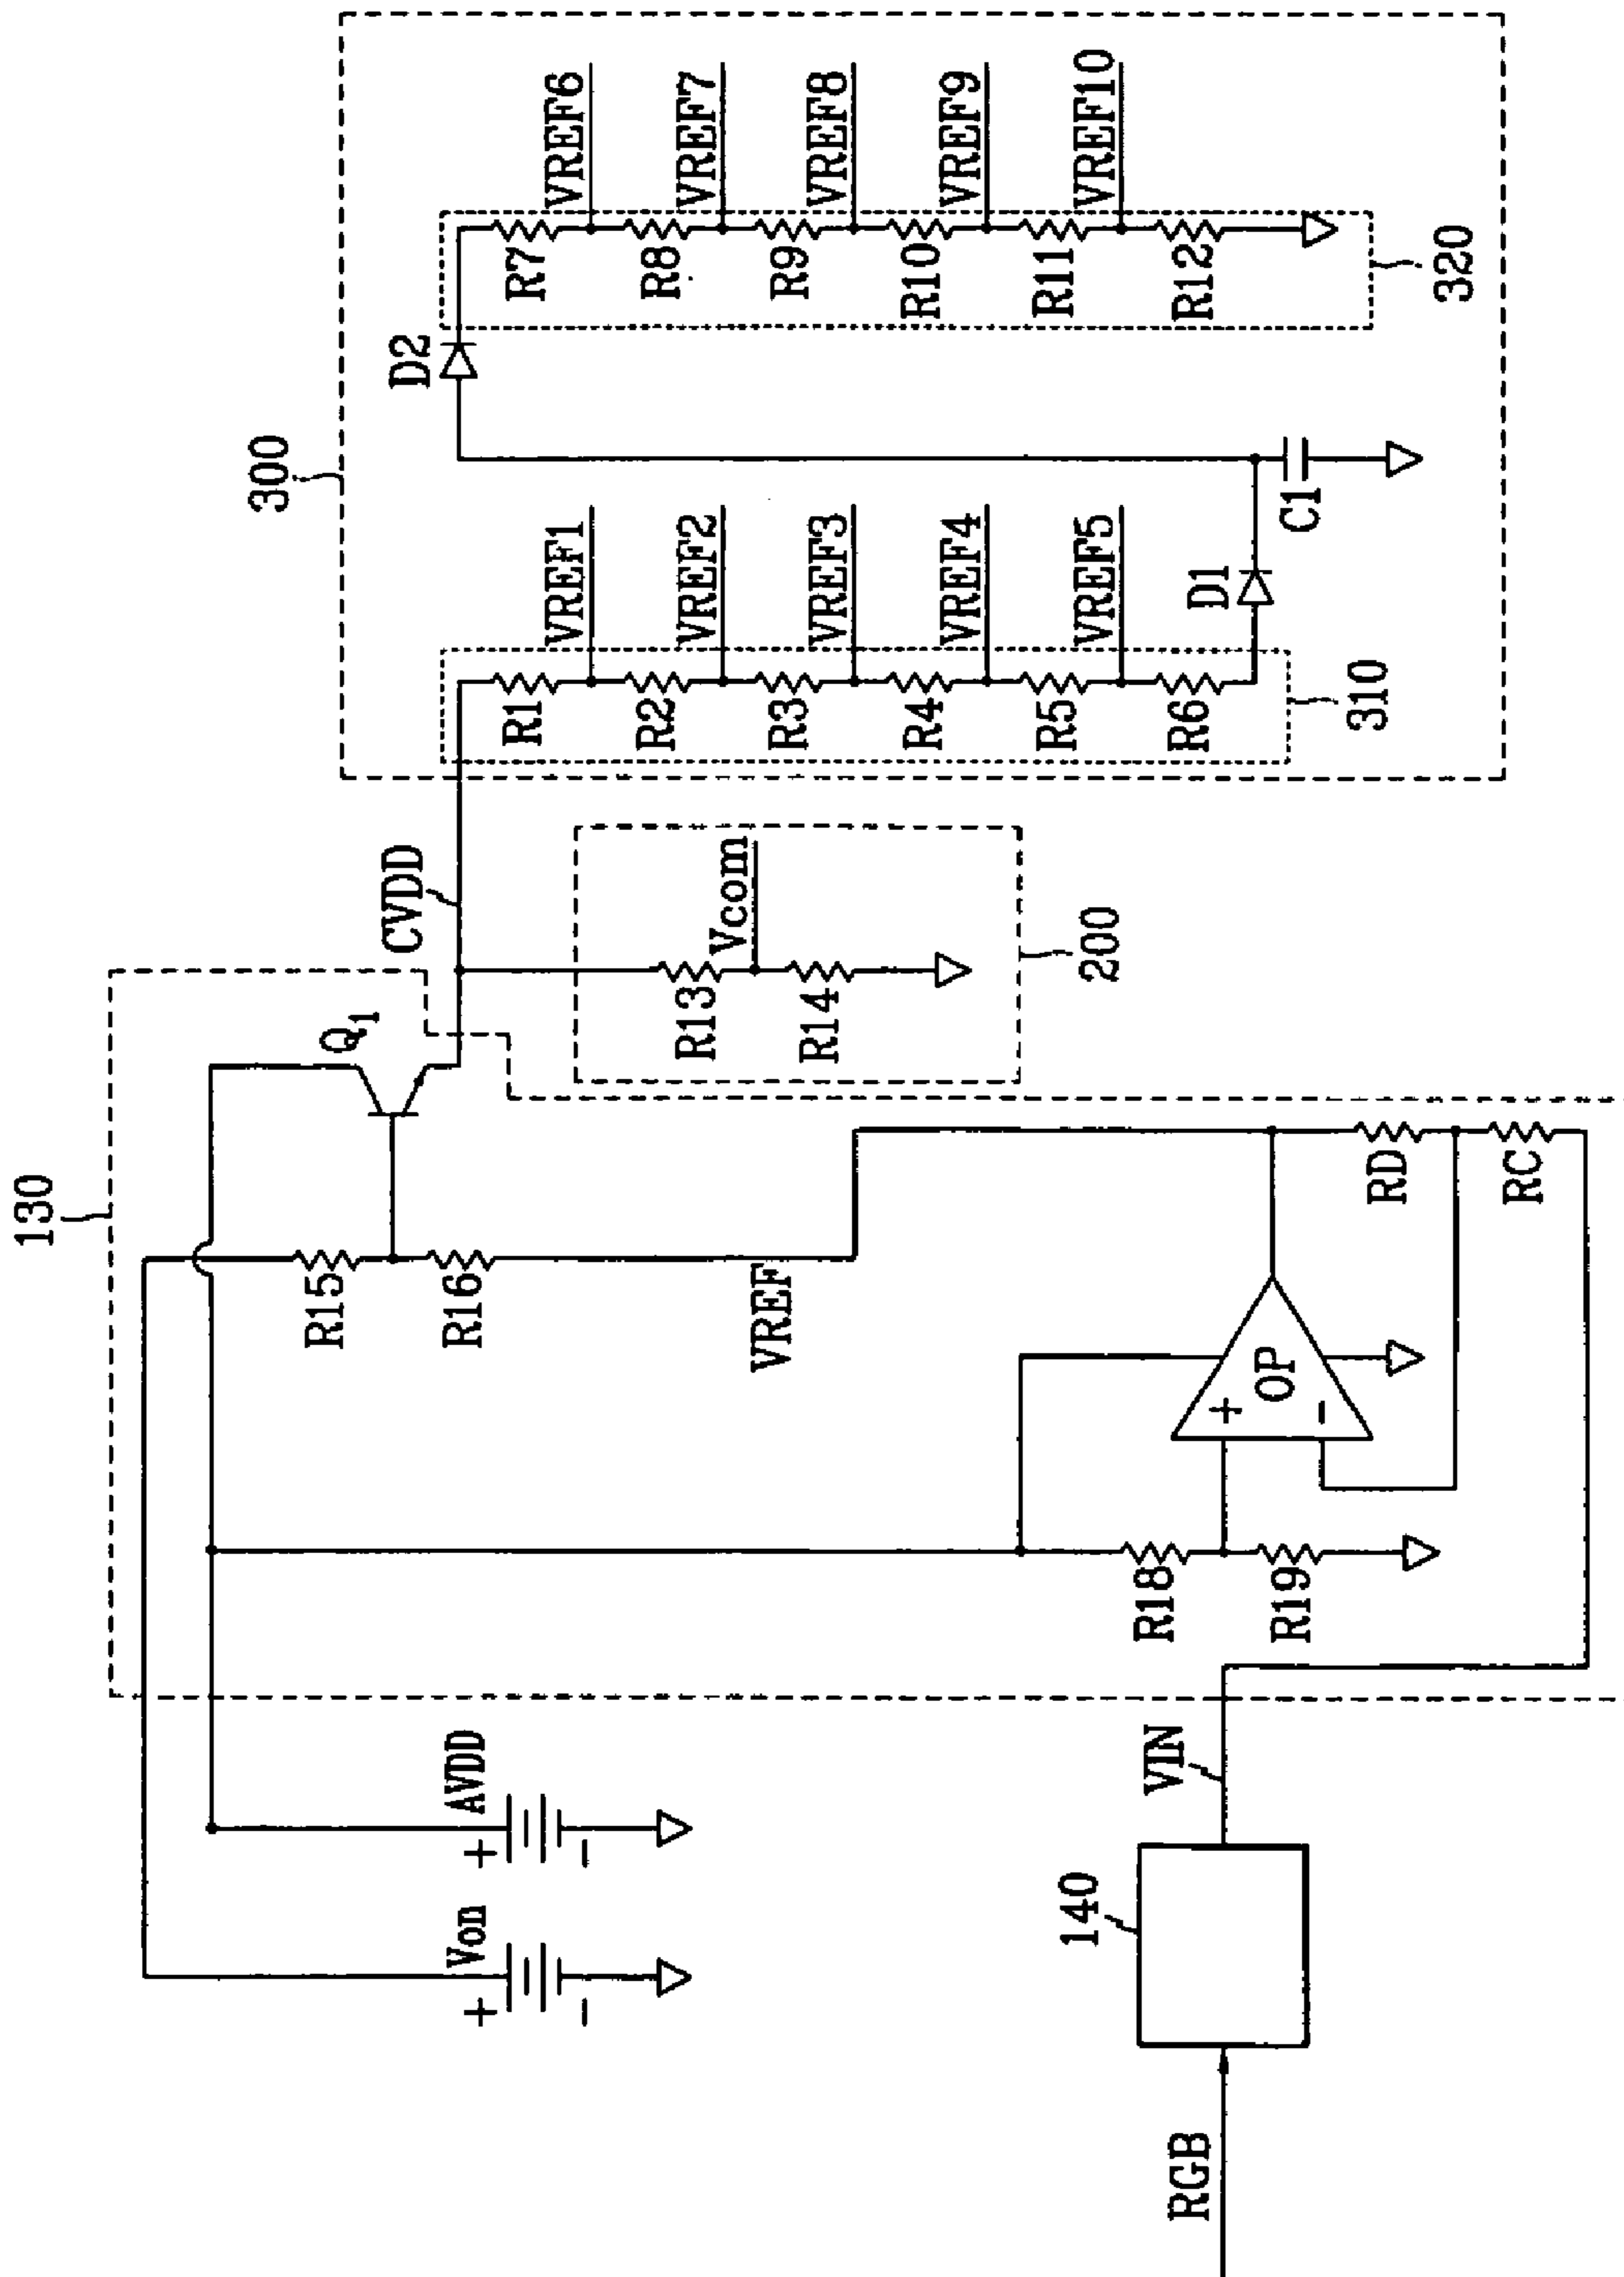 130
300
Von
+
-
AVDD
+
-
R15
R16
Q1
CVDD
VREF
R13
R14
Vcom
200
R1
R2
R3
R4
R5
R6
VREF1
VREF2
VREF3
VREF4
VREF5
310
D1
C1
D2
R7
R8
R9
R10
R11
R12
VREF6
VREF7
VREF8
VREF9
VREF10
320
RGB
140
VIN
R18
R19
+
-
OP
RD
RC